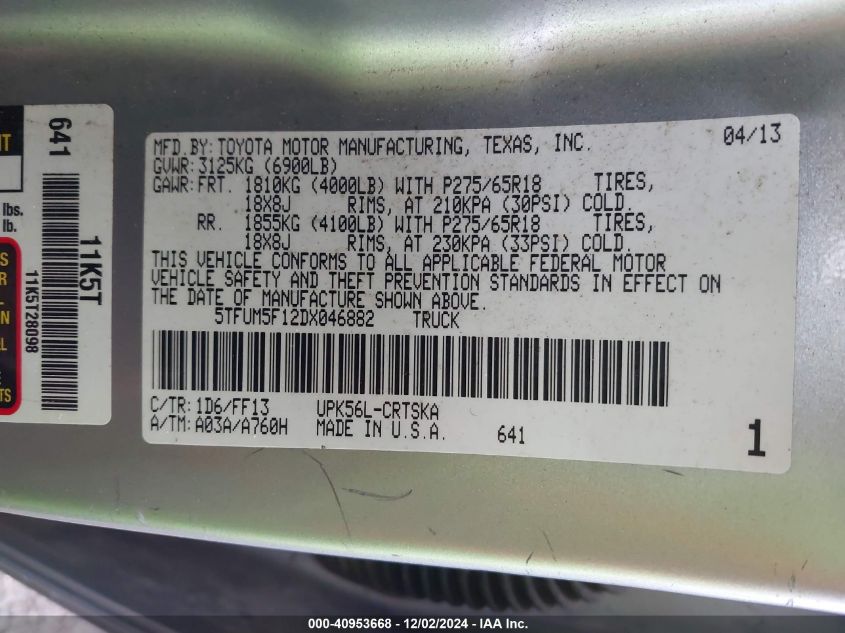 NT
lbs.
lb.
S
R
L-
ON
LL
E
TS
641
11K5T
11K5T28098
MFD.BY: TOYOTA MOTOR MANUFACTURING, TEXAS, INC. 04/13
GVWR: 3125KG (6900LB)
GAWR: FRT. 1810KG (4000LB) WITH P275/65R18 TIRES,
18X8J RIMS, AT 210KPA (30PSI) COLD.
RR. 1855KG (4100LB) WITH P275/65R18 TIRES,
18X8J RIMS, AT 230KPA (33PSI) COLD.
THIS VEHICLE CONFORMS TO ALL APPLICABLE FEDERAL MOTOR
VEHICLE SAFETY AND THEFT PREVENTION STANDARDS IN EFFECT ON
THE DATE OF MANUFACTURE SHOWN ABOVE.
5TFUM5F12DX046882 TRUCK
C/TR: 1D6/FF13 UPK56L-CRTSKA
A/TM: A03A/A760H MADE IN U.S.A. 641
1
000-40953668 - 12/02/2024 - IAA Inc.